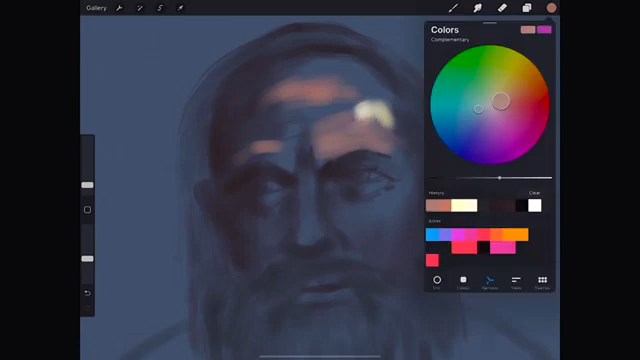 Gallery
Colors
Complementary
History
Clear
Disc
Classic
Harmony
Value
Palettes